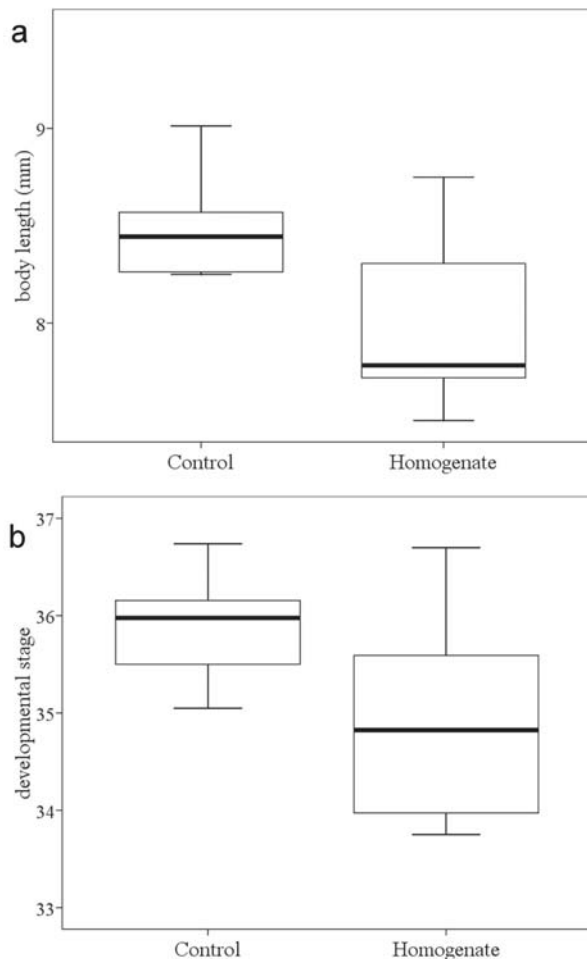 a
body length (mm)
9
8
Control Homogenate
b
developmental stage
37
36
35
34
33
Control Homogenate